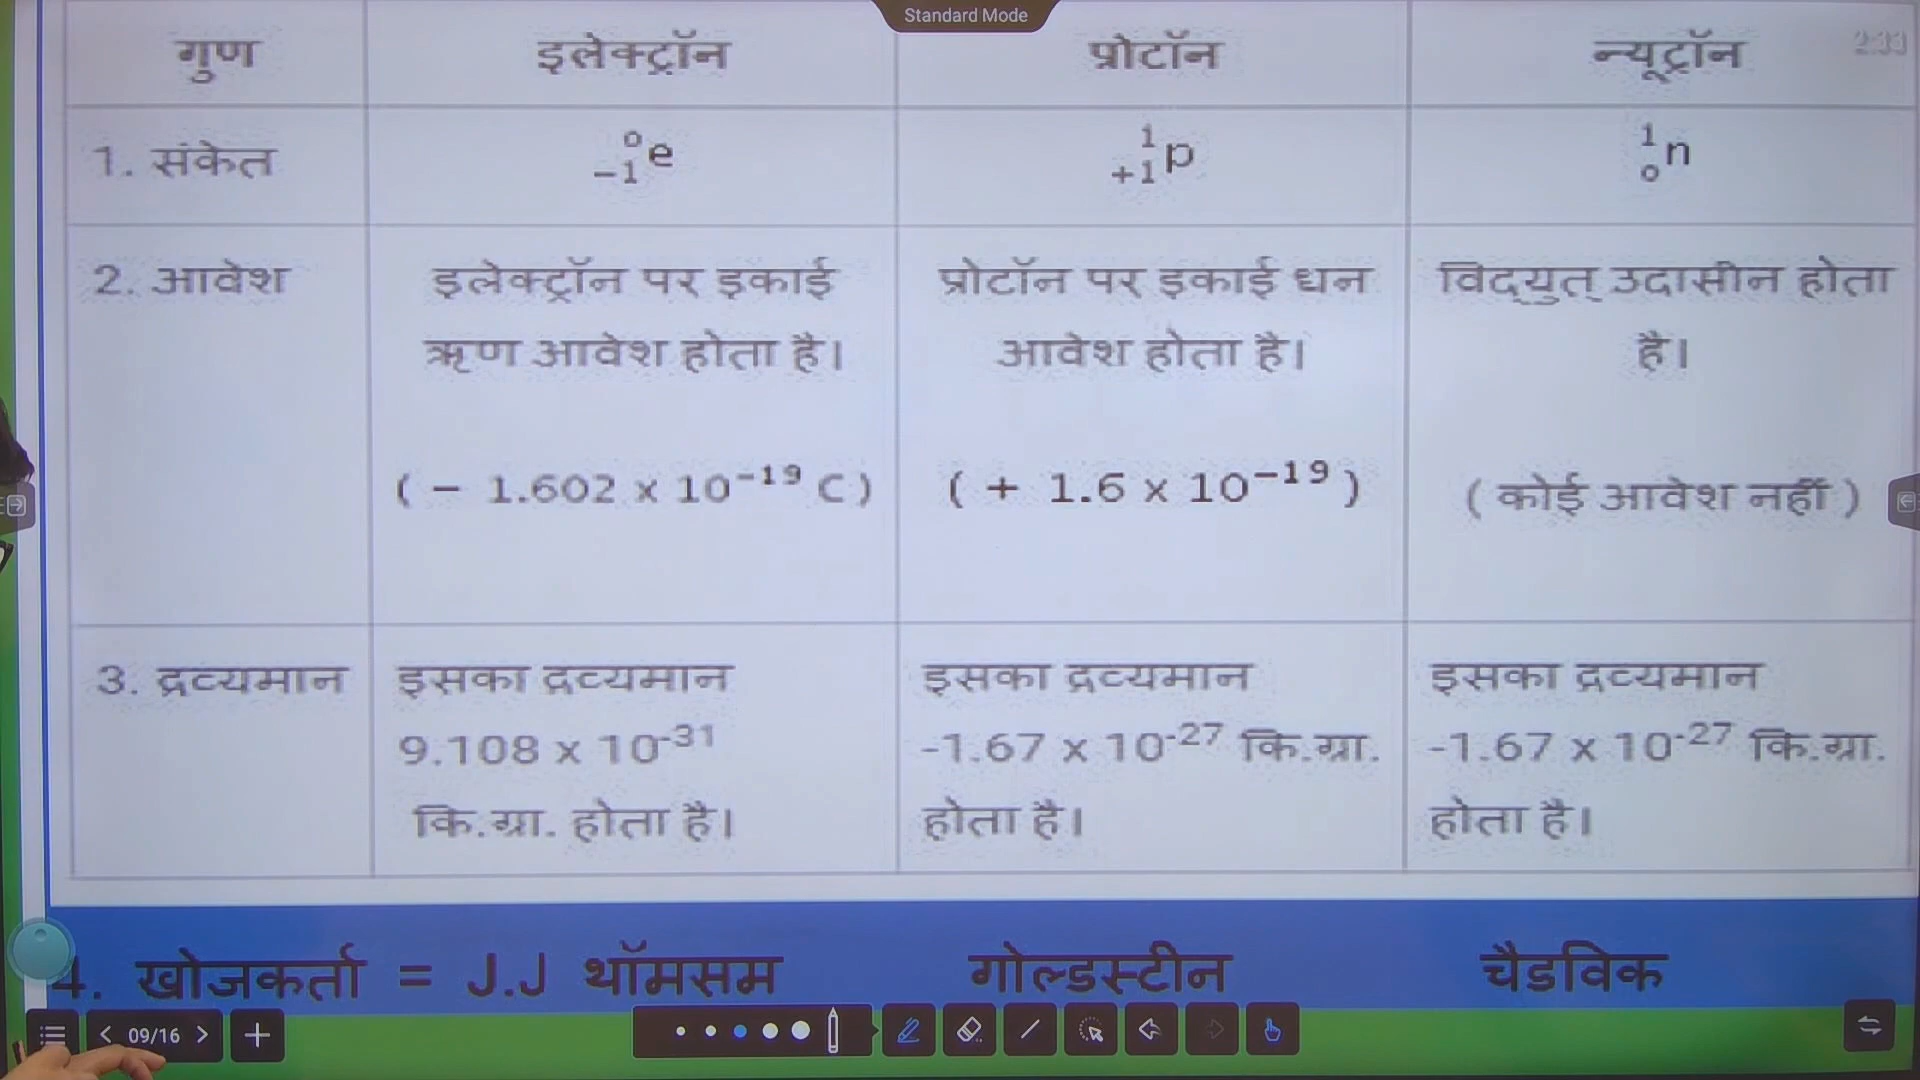 Standard Mode
2:33
गुण इलेक्ट्रॉन प्रोटॉन न्यूट्रॉन
1. संकेत ⁰₋₁e ¹₊₁p ¹₀n
2. आवेश इलेक्ट्रॉन पर इकाई प्रोटॉन पर इकाई धन विद्युत् उदासीन होता
ऋण आवेश होता है। आवेश होता है। है।
( − 1.602 x 10⁻¹⁹ C ) ( + 1.6 x 10⁻¹⁹ ) ( कोई आवेश नहीं )
3. द्रव्यमान इसका द्रव्यमान इसका द्रव्यमान इसका द्रव्यमान
9.108 x 10⁻³¹ -1.67 x 10⁻²⁷ कि.ग्रा. -1.67 x 10⁻²⁷ कि.ग्रा.
कि.ग्रा. होता है। होता है। होता है।
4. खोजकर्ता = J.J थॉमसम गोल्डस्टीन चैडविक
09/16